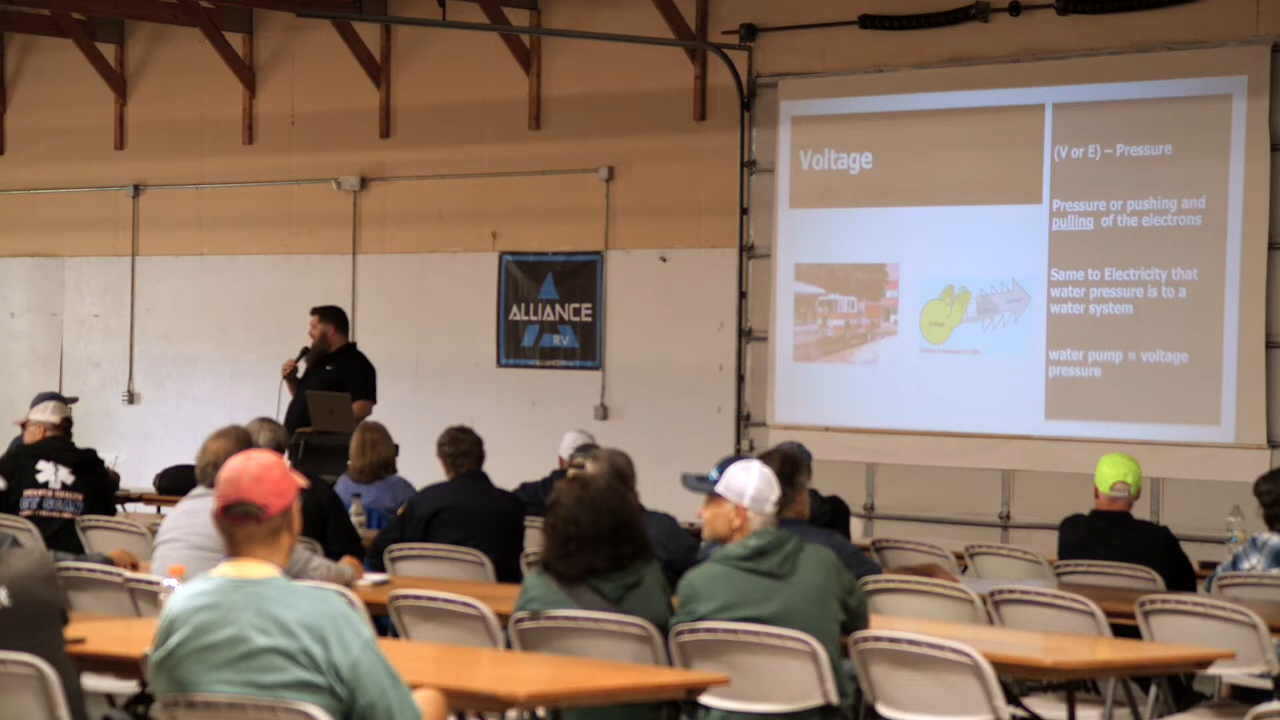 Voltage
(V or E) – Pressure
Pressure or pushing and
pulling of the electrons
Same to Electricity that
water pressure is to a
water system
water pump = voltage
pressure
ALLIANCE
RV